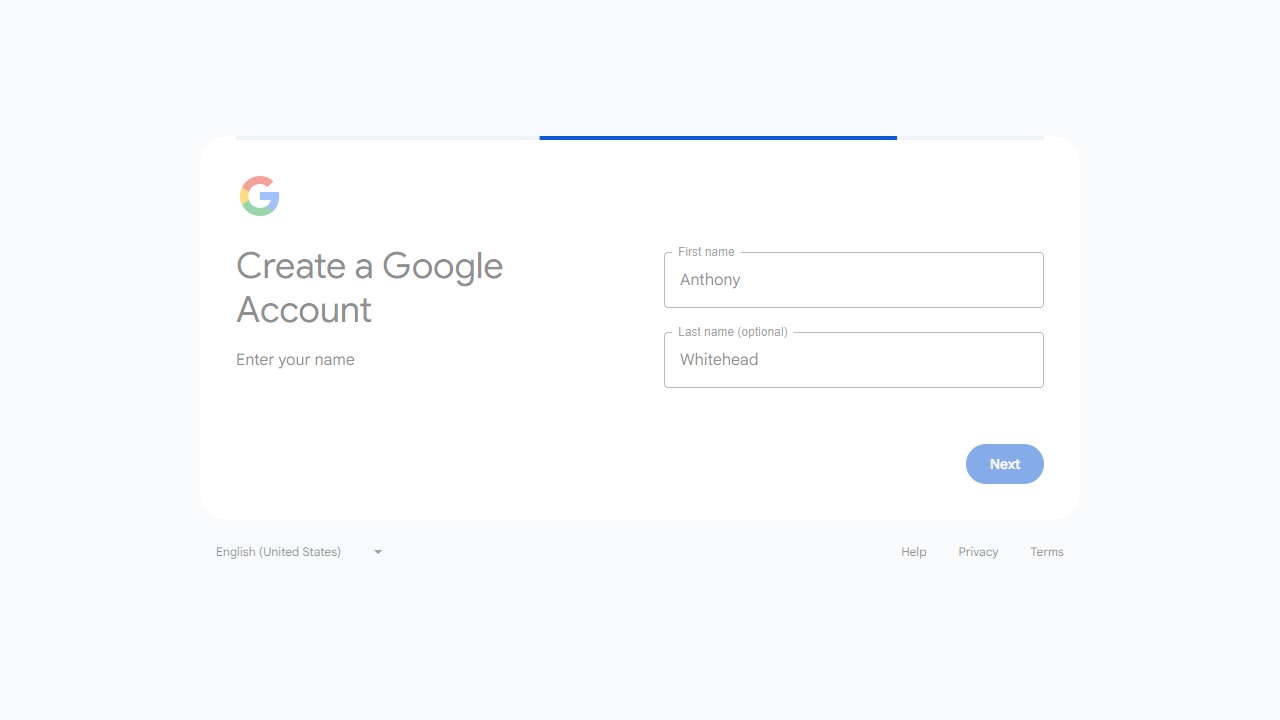 Create a Google
Account
Enter your name
First name
Anthony
Last name (optional)
Whitehead
Next
English (United States)
Help
Privacy
Terms